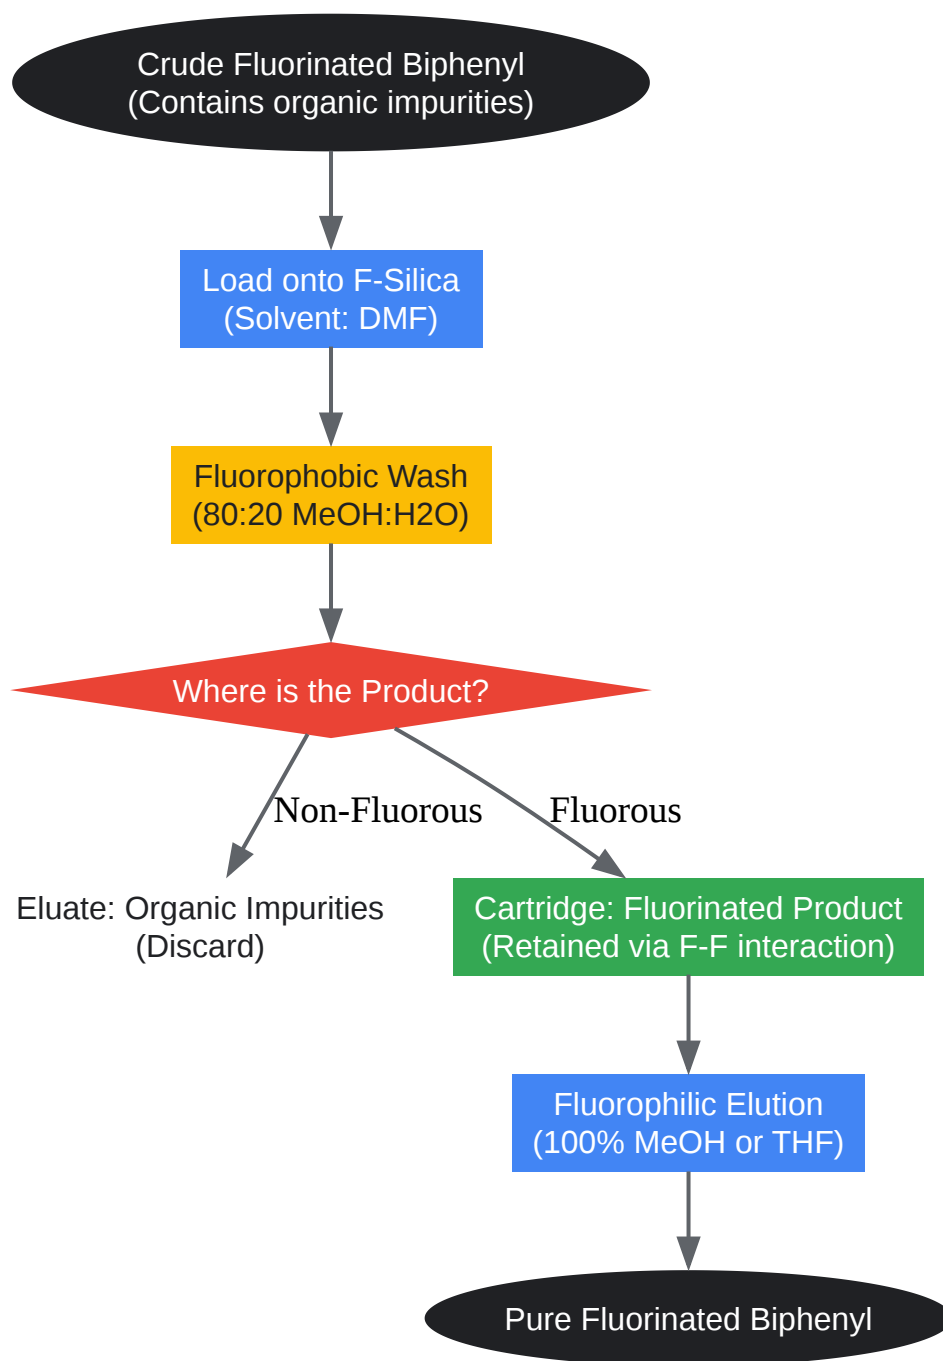 Crude Fluorinated Biphenyl
(Contains organic impurities)
Load onto F-Silica
(Solvent: DMF)
Fluorophobic Wash
(80:20 MeOH:H2O)
Where is the Product?
Non-Fluorous
Fluorous
Eluate: Organic Impurities
(Discard)
Cartridge: Fluorinated Product
(Retained via F-F interaction)
Fluorophilic Elution
(100% MeOH or THF)
Pure Fluorinated Biphenyl